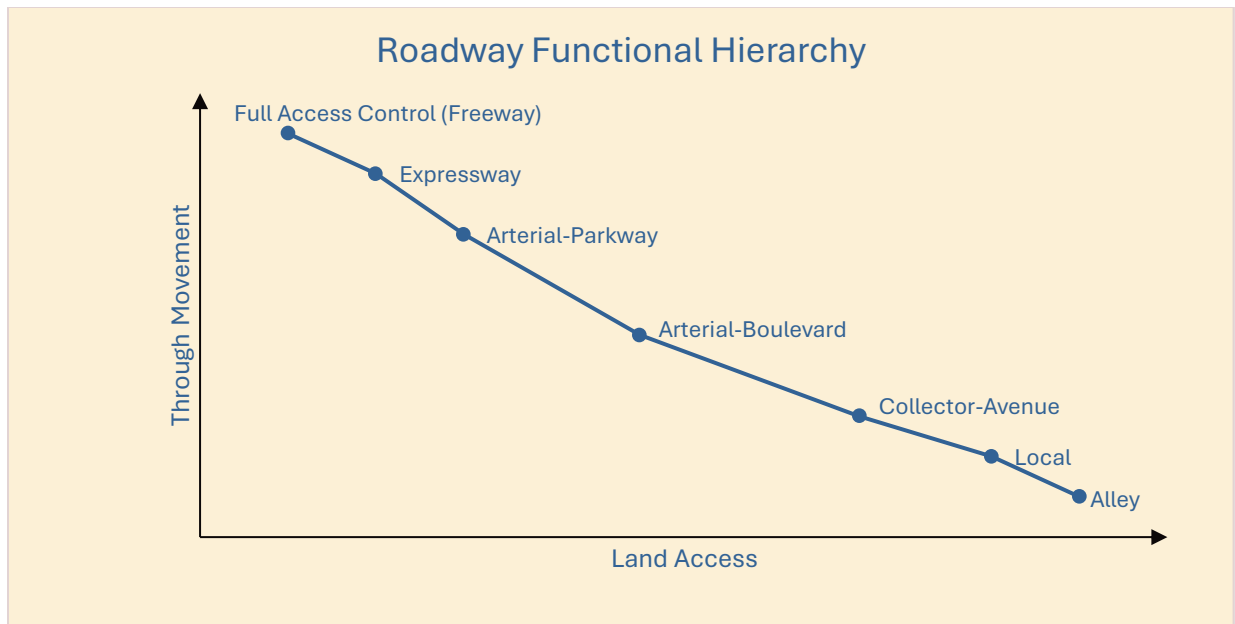 Roadway Functional Hierarchy
Full Access Control (Freeway)
Expressway
Arterial-Parkway
Arterial-Boulevard
Collector-Avenue
Local
Alley
Through Movement
Land Access